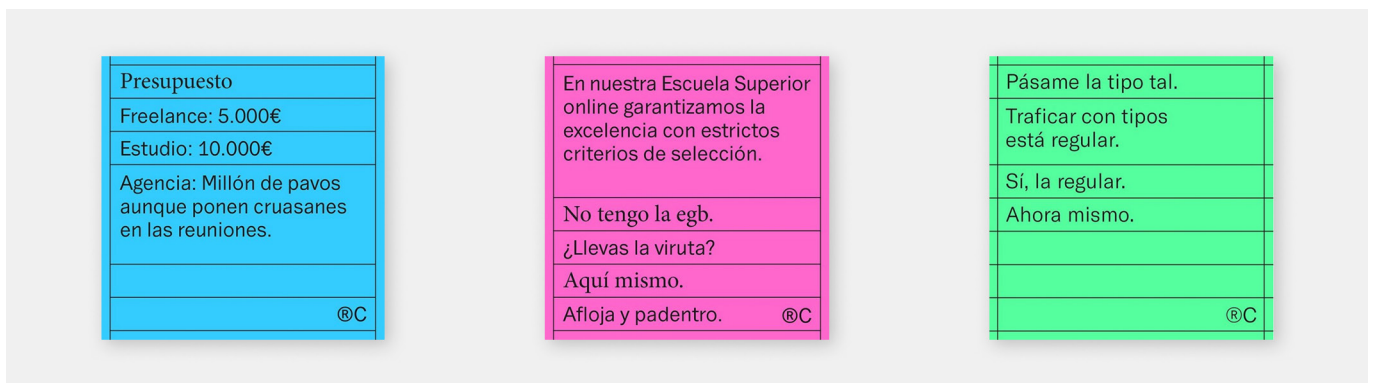 Presupuesto
Freelance: 5.000€
Estudio: 10.000€
Agencia: Millón de pavos
aunque ponen cruasanes
en las reuniones.
®C
En nuestra Escuela Superior
online garantizamos la
excelencia con estrictos
criterios de selección.
No tengo la egb.
¿Llevas la viruta?
Aquí mismo.
Afloja y padentro. ®C
Pásame la tipo tal.
Traficar con tipos
está regular.
Sí, la regular.
Ahora mismo.
®C